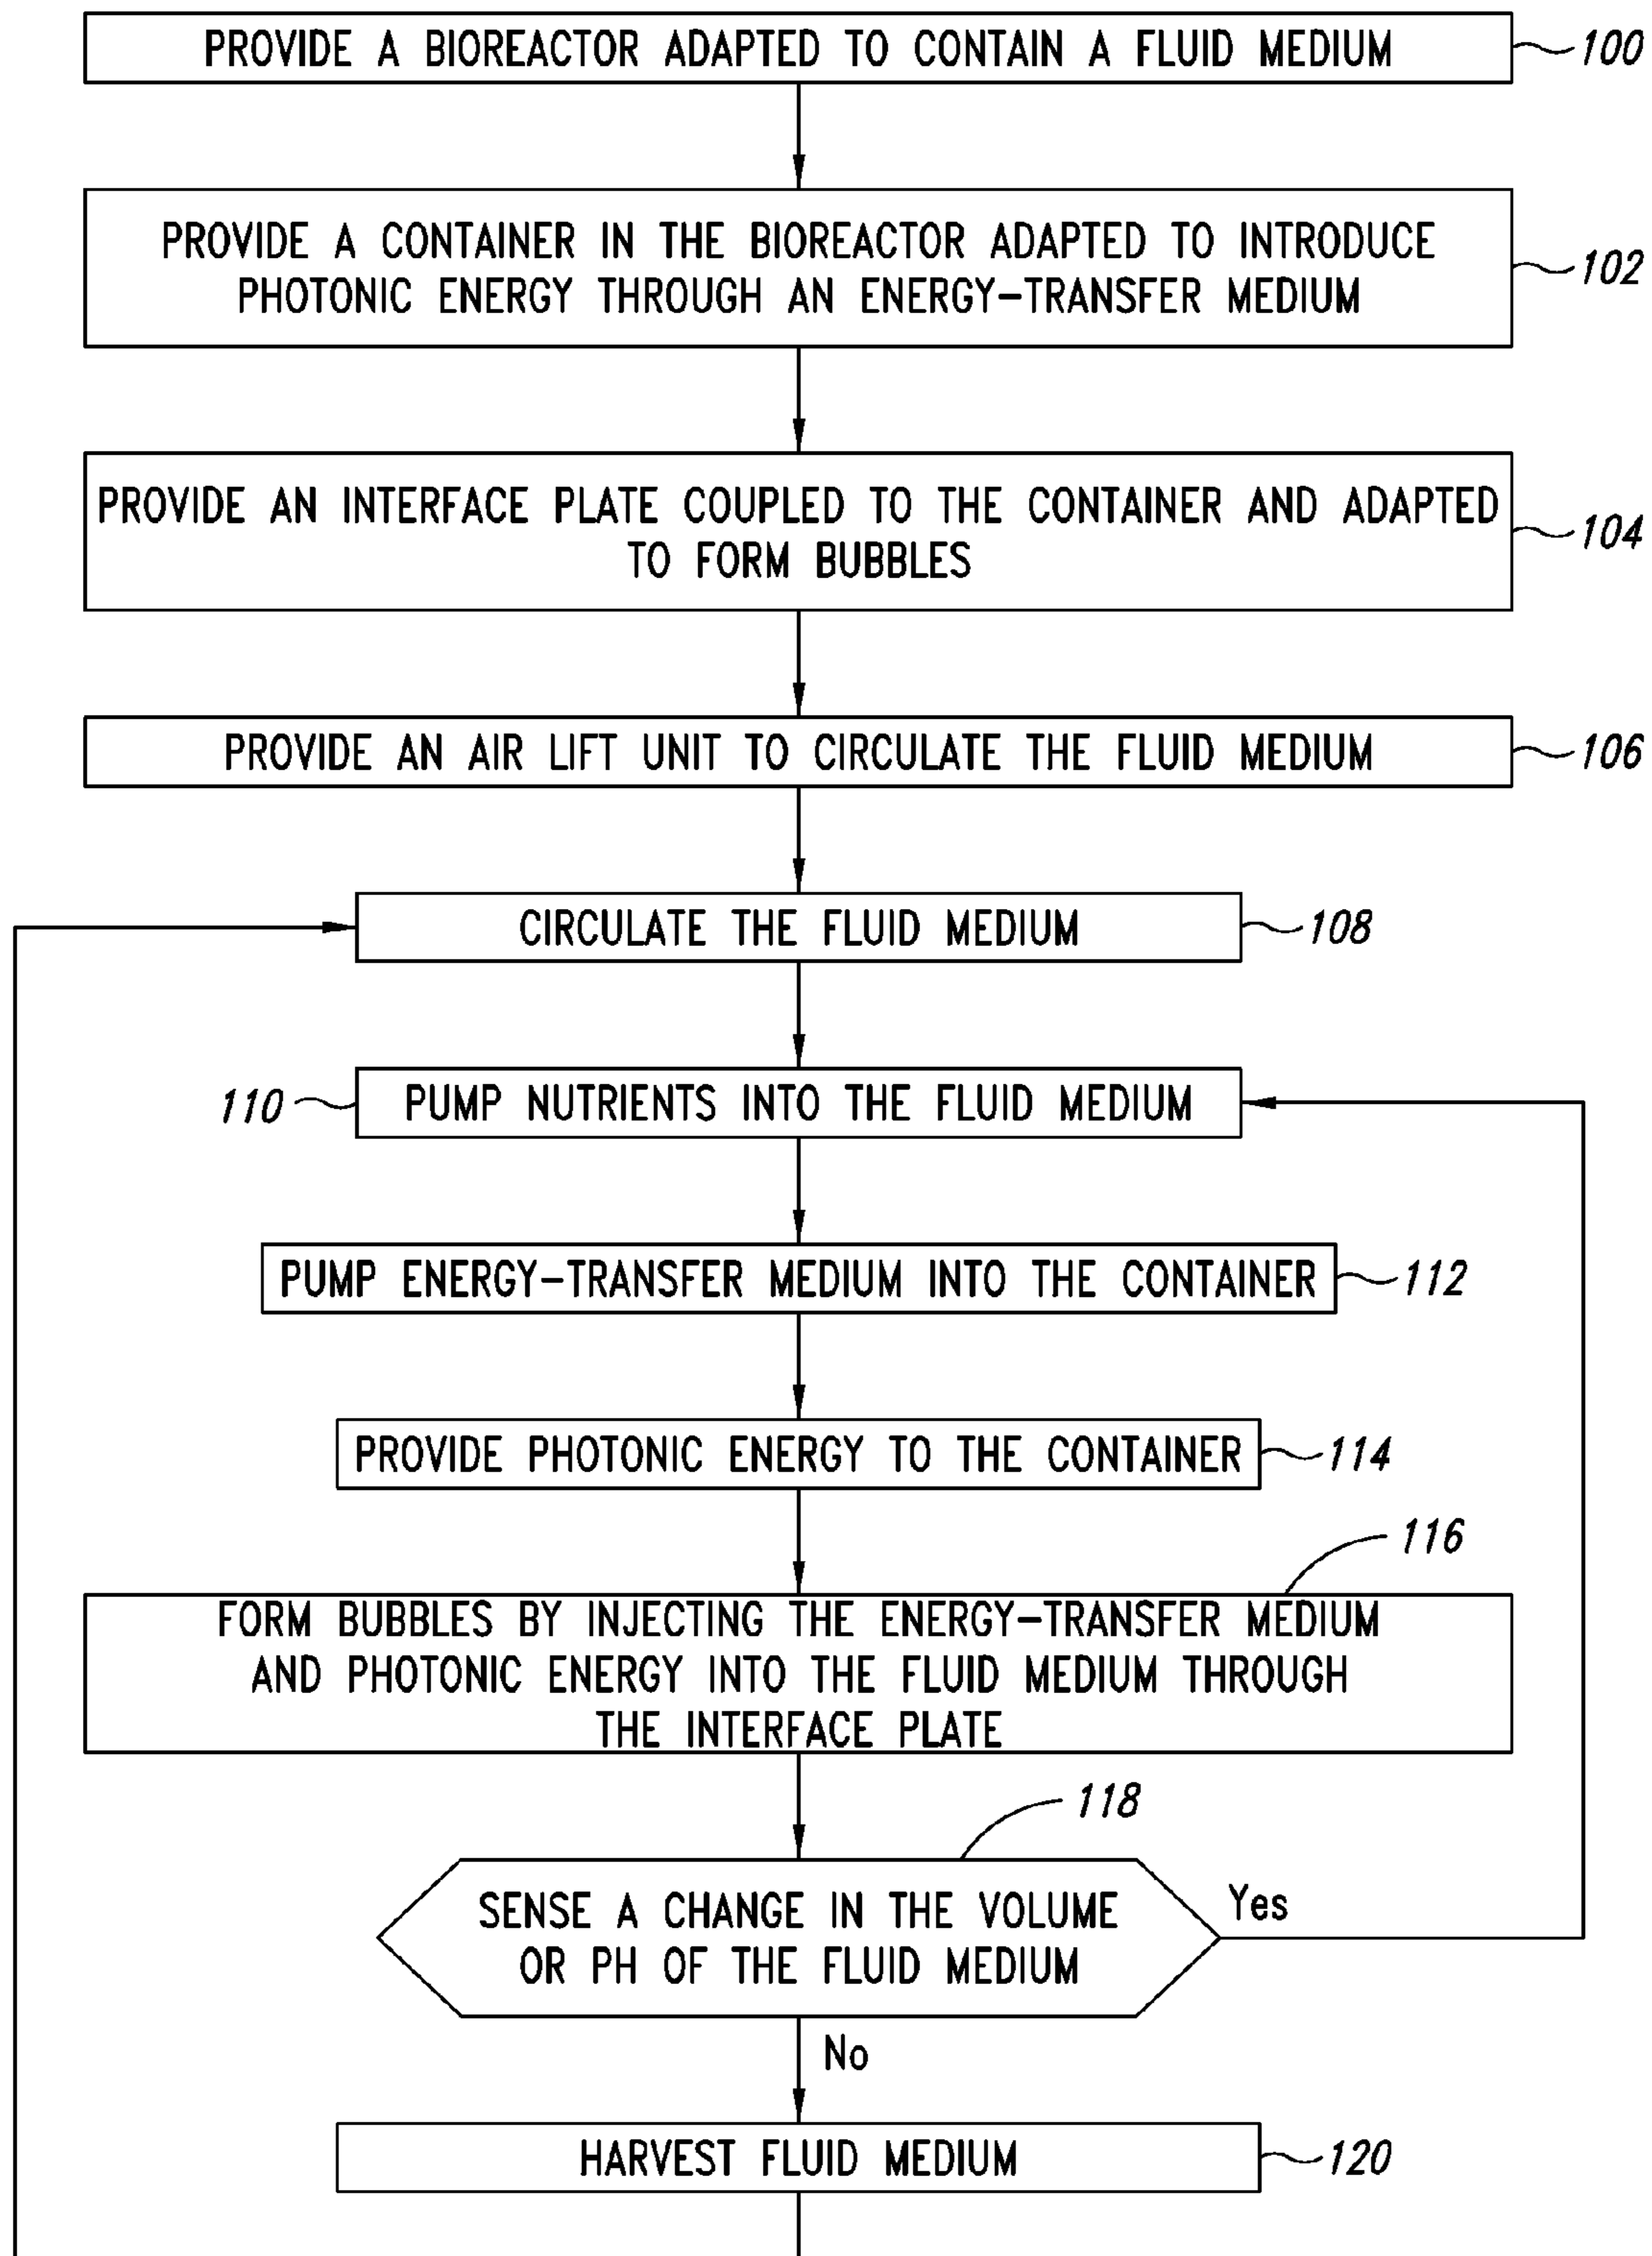 PROVIDE A BIOREACTOR ADAPTED TO CONTAIN A FLUID MEDIUM
100
PROVIDE A CONTAINER IN THE BIOREACTOR ADAPTED TO INTRODUCE
PHOTONIC ENERGY THROUGH AN ENERGY-TRANSFER MEDIUM
102
PROVIDE AN INTERFACE PLATE COUPLED TO THE CONTAINER AND ADAPTED
TO FORM BUBBLES
104
PROVIDE AN AIR LIFT UNIT TO CIRCULATE THE FLUID MEDIUM
106
CIRCULATE THE FLUID MEDIUM
108
110
PUMP NUTRIENTS INTO THE FLUID MEDIUM
PUMP ENERGY-TRANSFER MEDIUM INTO THE CONTAINER
112
PROVIDE PHOTONIC ENERGY TO THE CONTAINER
114
116
FORM BUBBLES BY INJECTING THE ENERGY-TRANSFER MEDIUM
AND PHOTONIC ENERGY INTO THE FLUID MEDIUM THROUGH
THE INTERFACE PLATE
118
SENSE A CHANGE IN THE VOLUME
OR PH OF THE FLUID MEDIUM
Yes
No
HARVEST FLUID MEDIUM
120